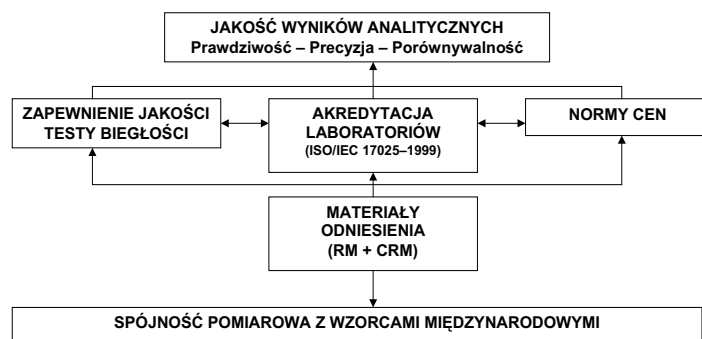 JAKOŚĆ WYNIKÓW ANALITYCZNYCH
Prawdziwość – Precyzja – Porównywalność
ZAPEWNIENIE JAKOŚCI
TESTY BIEGŁOŚCI
AKREDYTACJA
LABORATORIÓW
(ISO/IEC 17025–1999)
NORMY CEN
MATERIAŁY
ODNIESIENIA
(RM + CRM)
SPÓJNOŚĆ POMIAROWA Z WZORCAMI MIĘDZYNARODOWYMI